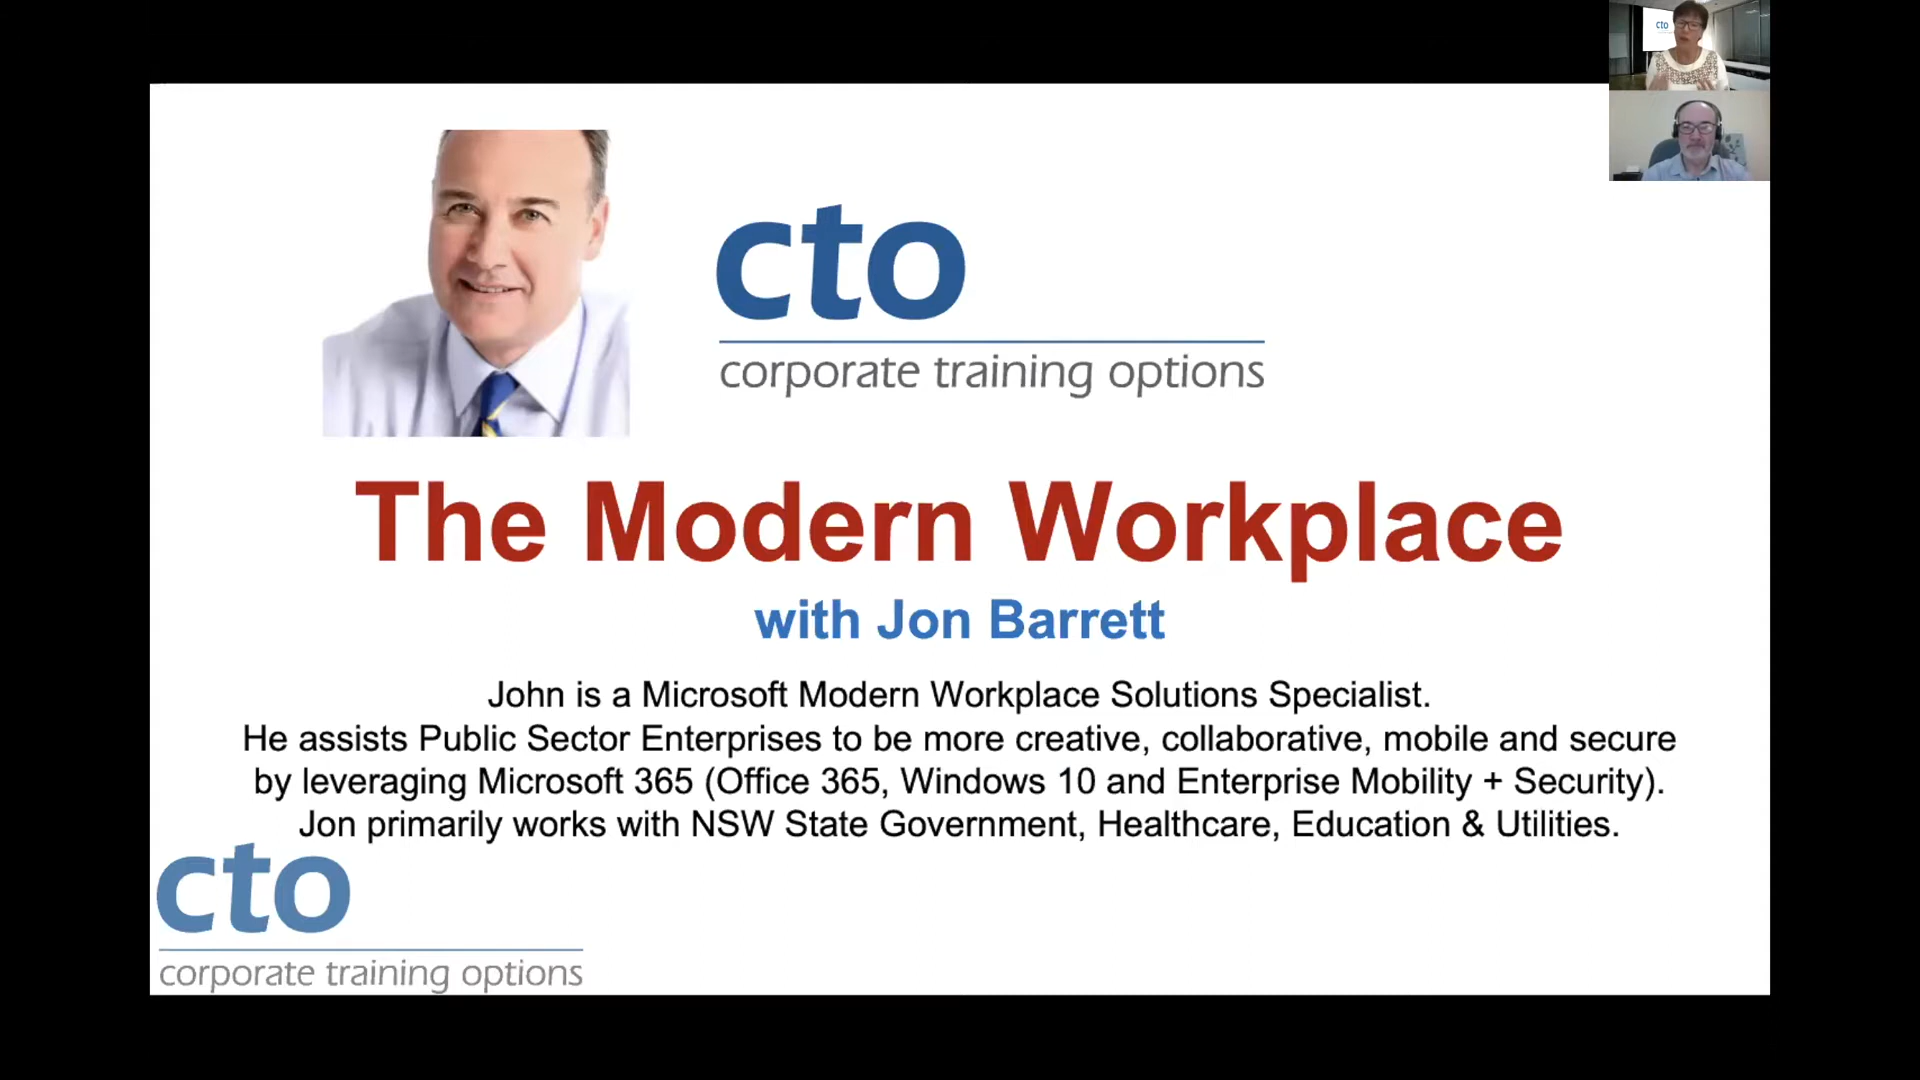 cto
cto
corporate training options
The Modern Workplace
with Jon Barrett
John is a Microsoft Modern Workplace Solutions Specialist.
He assists Public Sector Enterprises to be more creative, collaborative, mobile and secure
by leveraging Microsoft 365 (Office 365, Windows 10 and Enterprise Mobility + Security).
Jon primarily works with NSW State Government, Healthcare, Education & Utilities.
cto
corporate training options